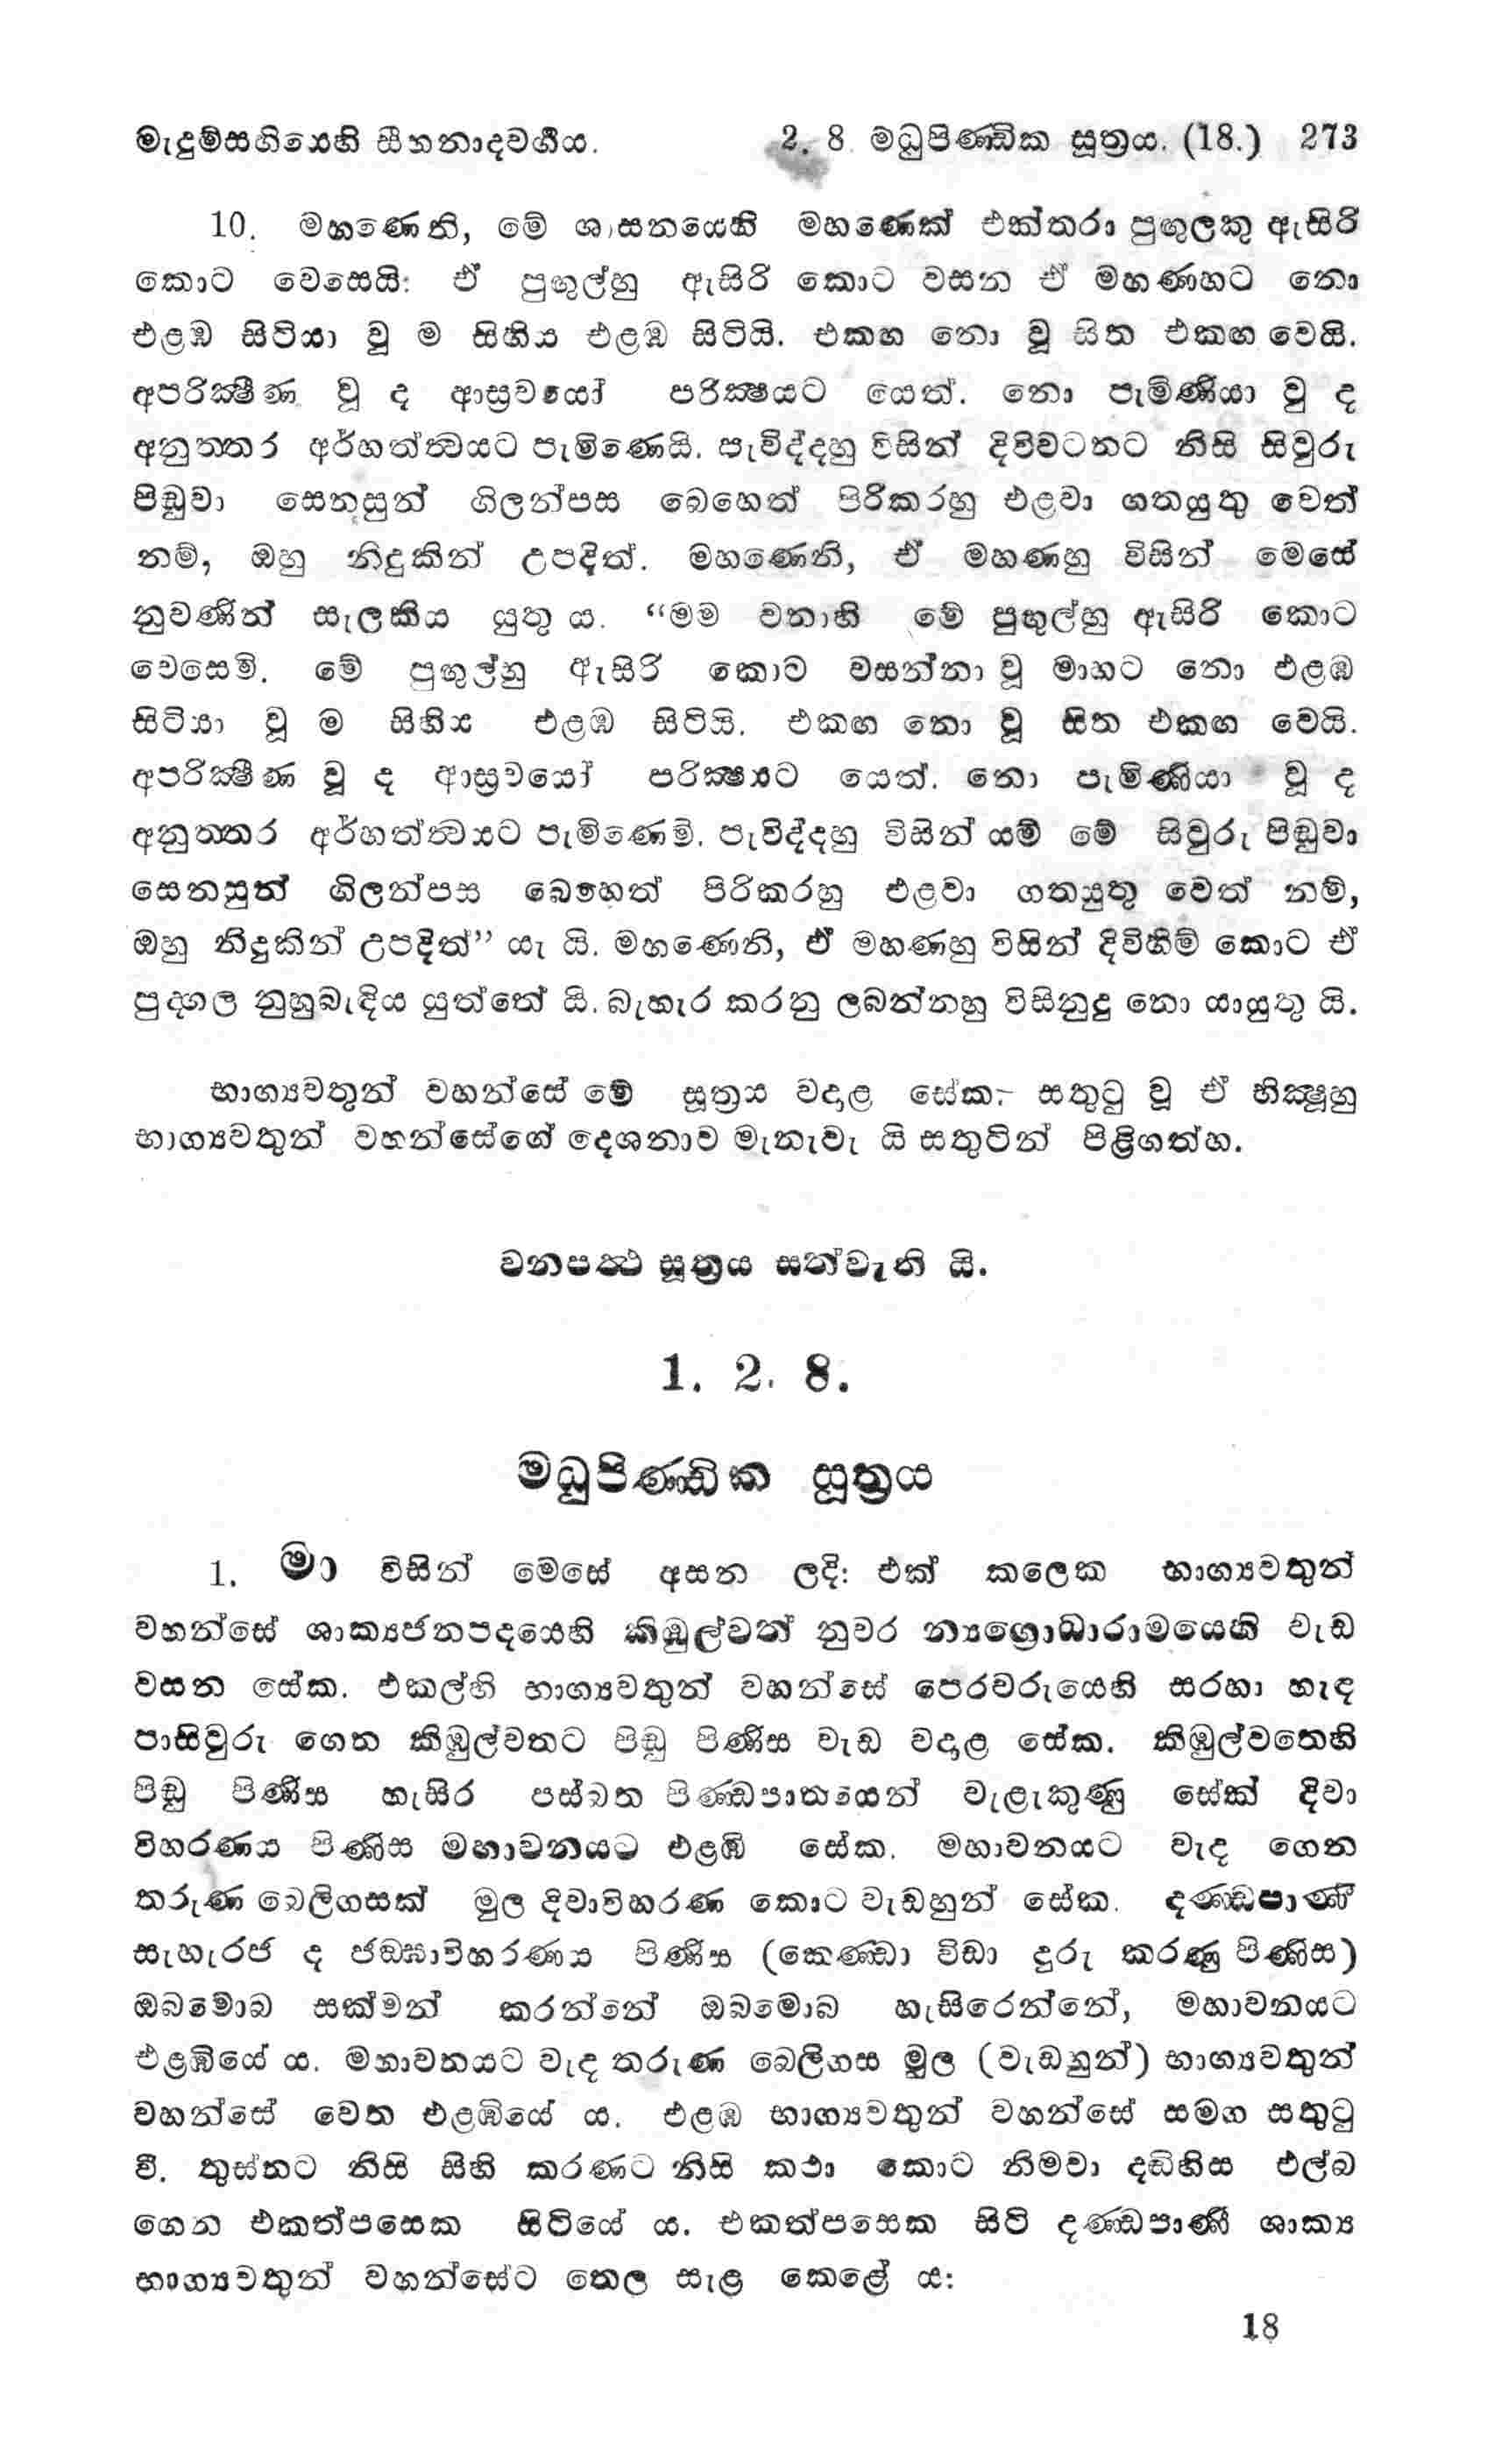 මැදුම්සඟියෙහි සීහනාදවර්‍ගය.	2. 8. මධුපිණ්ඩික සූත්‍රය. (18.) 273
10. මහණෙනි, මේ ශාසනයෙහි මහණෙක් එක්තරා පුඟුලකු ඇසිරි
කොට වෙසෙයි: ඒ පුඟුල්හු ඇසිරි කොට වසන ඒ මහණහට නො
එළඹ සිටියා වූ ම සිහිය එළඹ සිටියි. එකඟ නො වූ සිත එකඟ වෙයි.
අපරික්‍ෂීණ වූ ද ආස්‍රවයෝ පරික්‍ෂයට යෙත්. නො පැමිණියා වූ ද
අනුත්තර අර්හත්ත්‍වයට පැමිණෙයි. පැවිද්දහු විසින් දිවිවටනට නිසි සිවුරු
පිඬුවා සෙනසුන් ගිලන්පස බෙහෙත් පිරිකරහු එළවා ගතයුතු වෙත්
නම්, ඔහු නිදුකින් උපදිත්. මහණෙනි, ඒ මහණහු විසින් මෙසේ
නුවණින් සැලකිය යුතු ය. “මම වනාහි මේ පුඟුල්හු ඇසිරි කොට
වෙසෙමි. මේ පුඟුල්හු ඇසිරි කොට වසන්නා වූ මාහට නො එළඹ
සිටියා වූ ම සිහිය එළඹ සිටියි. එකඟ නො වූ සිත එකඟ වෙයි.
අපරික්‍ෂීණ වූ ද ආස්‍රවයෝ පරික්‍ෂයට යෙත්. නො පැමිණියා වූ ද
අනුත්තර අර්හත්ත්‍වයට පැමිණෙමි. පැවිද්දහු විසින් යම් මේ සිවුරු පිඬුවා
සෙනසුන් ගිලන්පස බෙහෙත් පිරිකරහු එළවා ගතයුතු වෙත් නම්,
ඔහු නිදුකින් උපදිත්” යැ යි. මහණෙනි, ඒ මහණහු විසින් දිවිහිම් කොට ඒ
පුද්ගල නුහුබැඳිය යුත්තේ යි. බැහැර කරනු ලබන්නහු විසිනුදු නො යායුතු යි.
භාග්‍යවතුන් වහන්සේ මේ සූත්‍රය වදාළ සේක- සතුටු වූ ඒ භික්‍ෂූහු
භාග්‍යවතුන් වහන්සේගේ දෙශනාව මැනැවැ යි සතුටින් පිළිගත්හ.
වනපත්‍ථ සූත්‍රය සත්වැනි යි.
1. 2. 8.
මධුපිණ්ඩික සූත්‍රය
1. මා විසින් මෙසේ අසන ලදි: එක් කලෙක භාග්‍යවතුන්
වහන්සේ ශාක්‍යජනපදයෙහි කිඹුල්වත් නුවර න්‍යග්‍රොධාරාමයෙහි වැඩ
වසන සේක. එකල්හි භාග්‍යවතුන් වහන්සේ පෙරවරුයෙහි සරහා හැඳ
පාසිවුරු ගෙන කිඹුල්වතට පිඬු පිණිස වැඩ වදාළ සේක. කිඹුල්වතෙහි
පිඬු පිණිස හැසිර පස්බත පිණ්ඩපාතයෙන් වැළැකුණු සේක් දිවා
විහරණය පිණිස මහාවනයට එළඹි සේක. මහාවනයට වැද ගෙන
තරුණ බෙලිගසක් මුල දිවාවිහරණ කොට වැඩහුන් සේක. දණ්ඩපාණි
සැහැරජ ද ජඞ්ඝාවිහරණය පිණිස (කෙණ්ඩා විඩා දුරු කරණු පිණිස)
ඔබමොබ සක්මන් කරන්නේ ඔබමොබ හැසිරෙන්නේ, මහාවනයට
එළඹියේ ය. මහාවනයට වැද තරුණ බෙලිගස මුල (වැඩහුන්) භාග්‍යවතුන්
වහන්සේ වෙත එළඹියේ ය. එළඹ භාග්‍යවතුන් වහන්සේ සමග සතුටු
වී. තුස්නට නිසි සිහි කරණට නිසි කථා කොට නිමවා දඬිහිස එල්බ
ගෙන එකත්පසෙක සිටියේ ය. එකත්පසෙක සිටි දණ්ඩපාණි ශාක්‍ය
භාග්‍යවතුන් වහන්සේට තෙල සැළ කෙළේ ය:
18